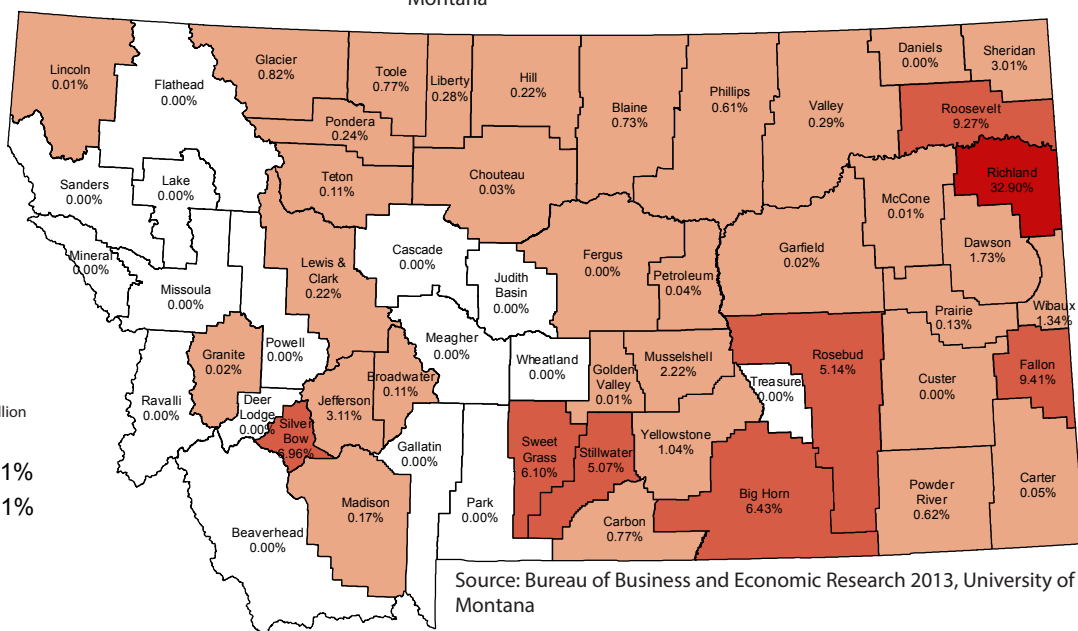 Montana
Lincoln
0.01%
Flathead
0.00%
Glacier
0.82%
Toole
0.77%
Liberty
0.28%
Hill
0.22%
Blaine
0.73%
Phillips
0.61%
Valley
0.29%
Daniels
0.00%
Sheridan
3.01%
Roosevelt
9.27%
Pondera
0.24%
Teton
0.11%
Chouteau
0.03%
Richland
32.90%
McCone
0.01%
Sanders
0.00%
Lake
0.00%
Dawson
1.73%
Mineral
0.00%
Missoula
0.00%
Lewis &
Clark
0.22%
Cascade
0.00%
Judith
Basin
0.00%
Fergus
0.00%
Petroleum
0.04%
Garfield
0.02%
Prairie
0.13%
Wibaux
1.34%
Granite
0.02%
Powell
0.00%
Meagher
0.00%
Wheatland
0.00%
Golden
Valley
0.01%
Musselshell
2.22%
Rosebud
5.14%
Treasure
0.00%
Custer
0.00%
Fallon
9.41%
Ravalli
0.00%
Deer
Lodge
0.00%
Silver
Bow
6.96%
Jefferson
3.11%
Broadwater
0.11%
Gallatin
0.00%
Sweet
Grass
6.10%
Stillwater
5.07%
Yellowstone
1.04%
Big Horn
6.43%
Powder
River
0.62%
Carter
0.05%
Beaverhead
0.00%
Madison
0.17%
Park
0.00%
Carbon
0.77%
llion
1%
1%
Source: Bureau of Business and Economic Research 2013, University of
Montana